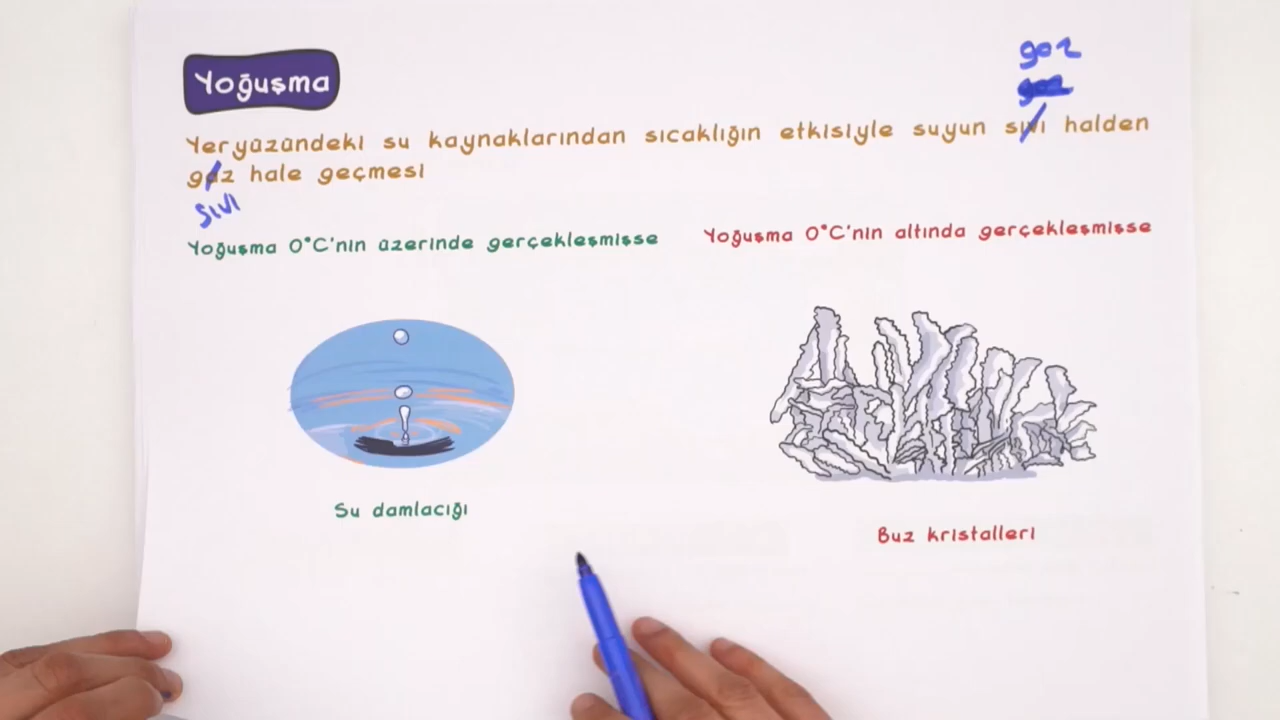 Yoğuşma
gaz
Yeryüzündeki su kaynaklarından sıcaklığın etkisiyle suyun sıvı halden
gaz hale geçmesi
sıvı
Yoğuşma 0°C'nin üzerinde gerçekleşmişse
Yoğuşma 0°C'nin altında gerçekleşmişse
Su damlacığı
Buz kristalleri